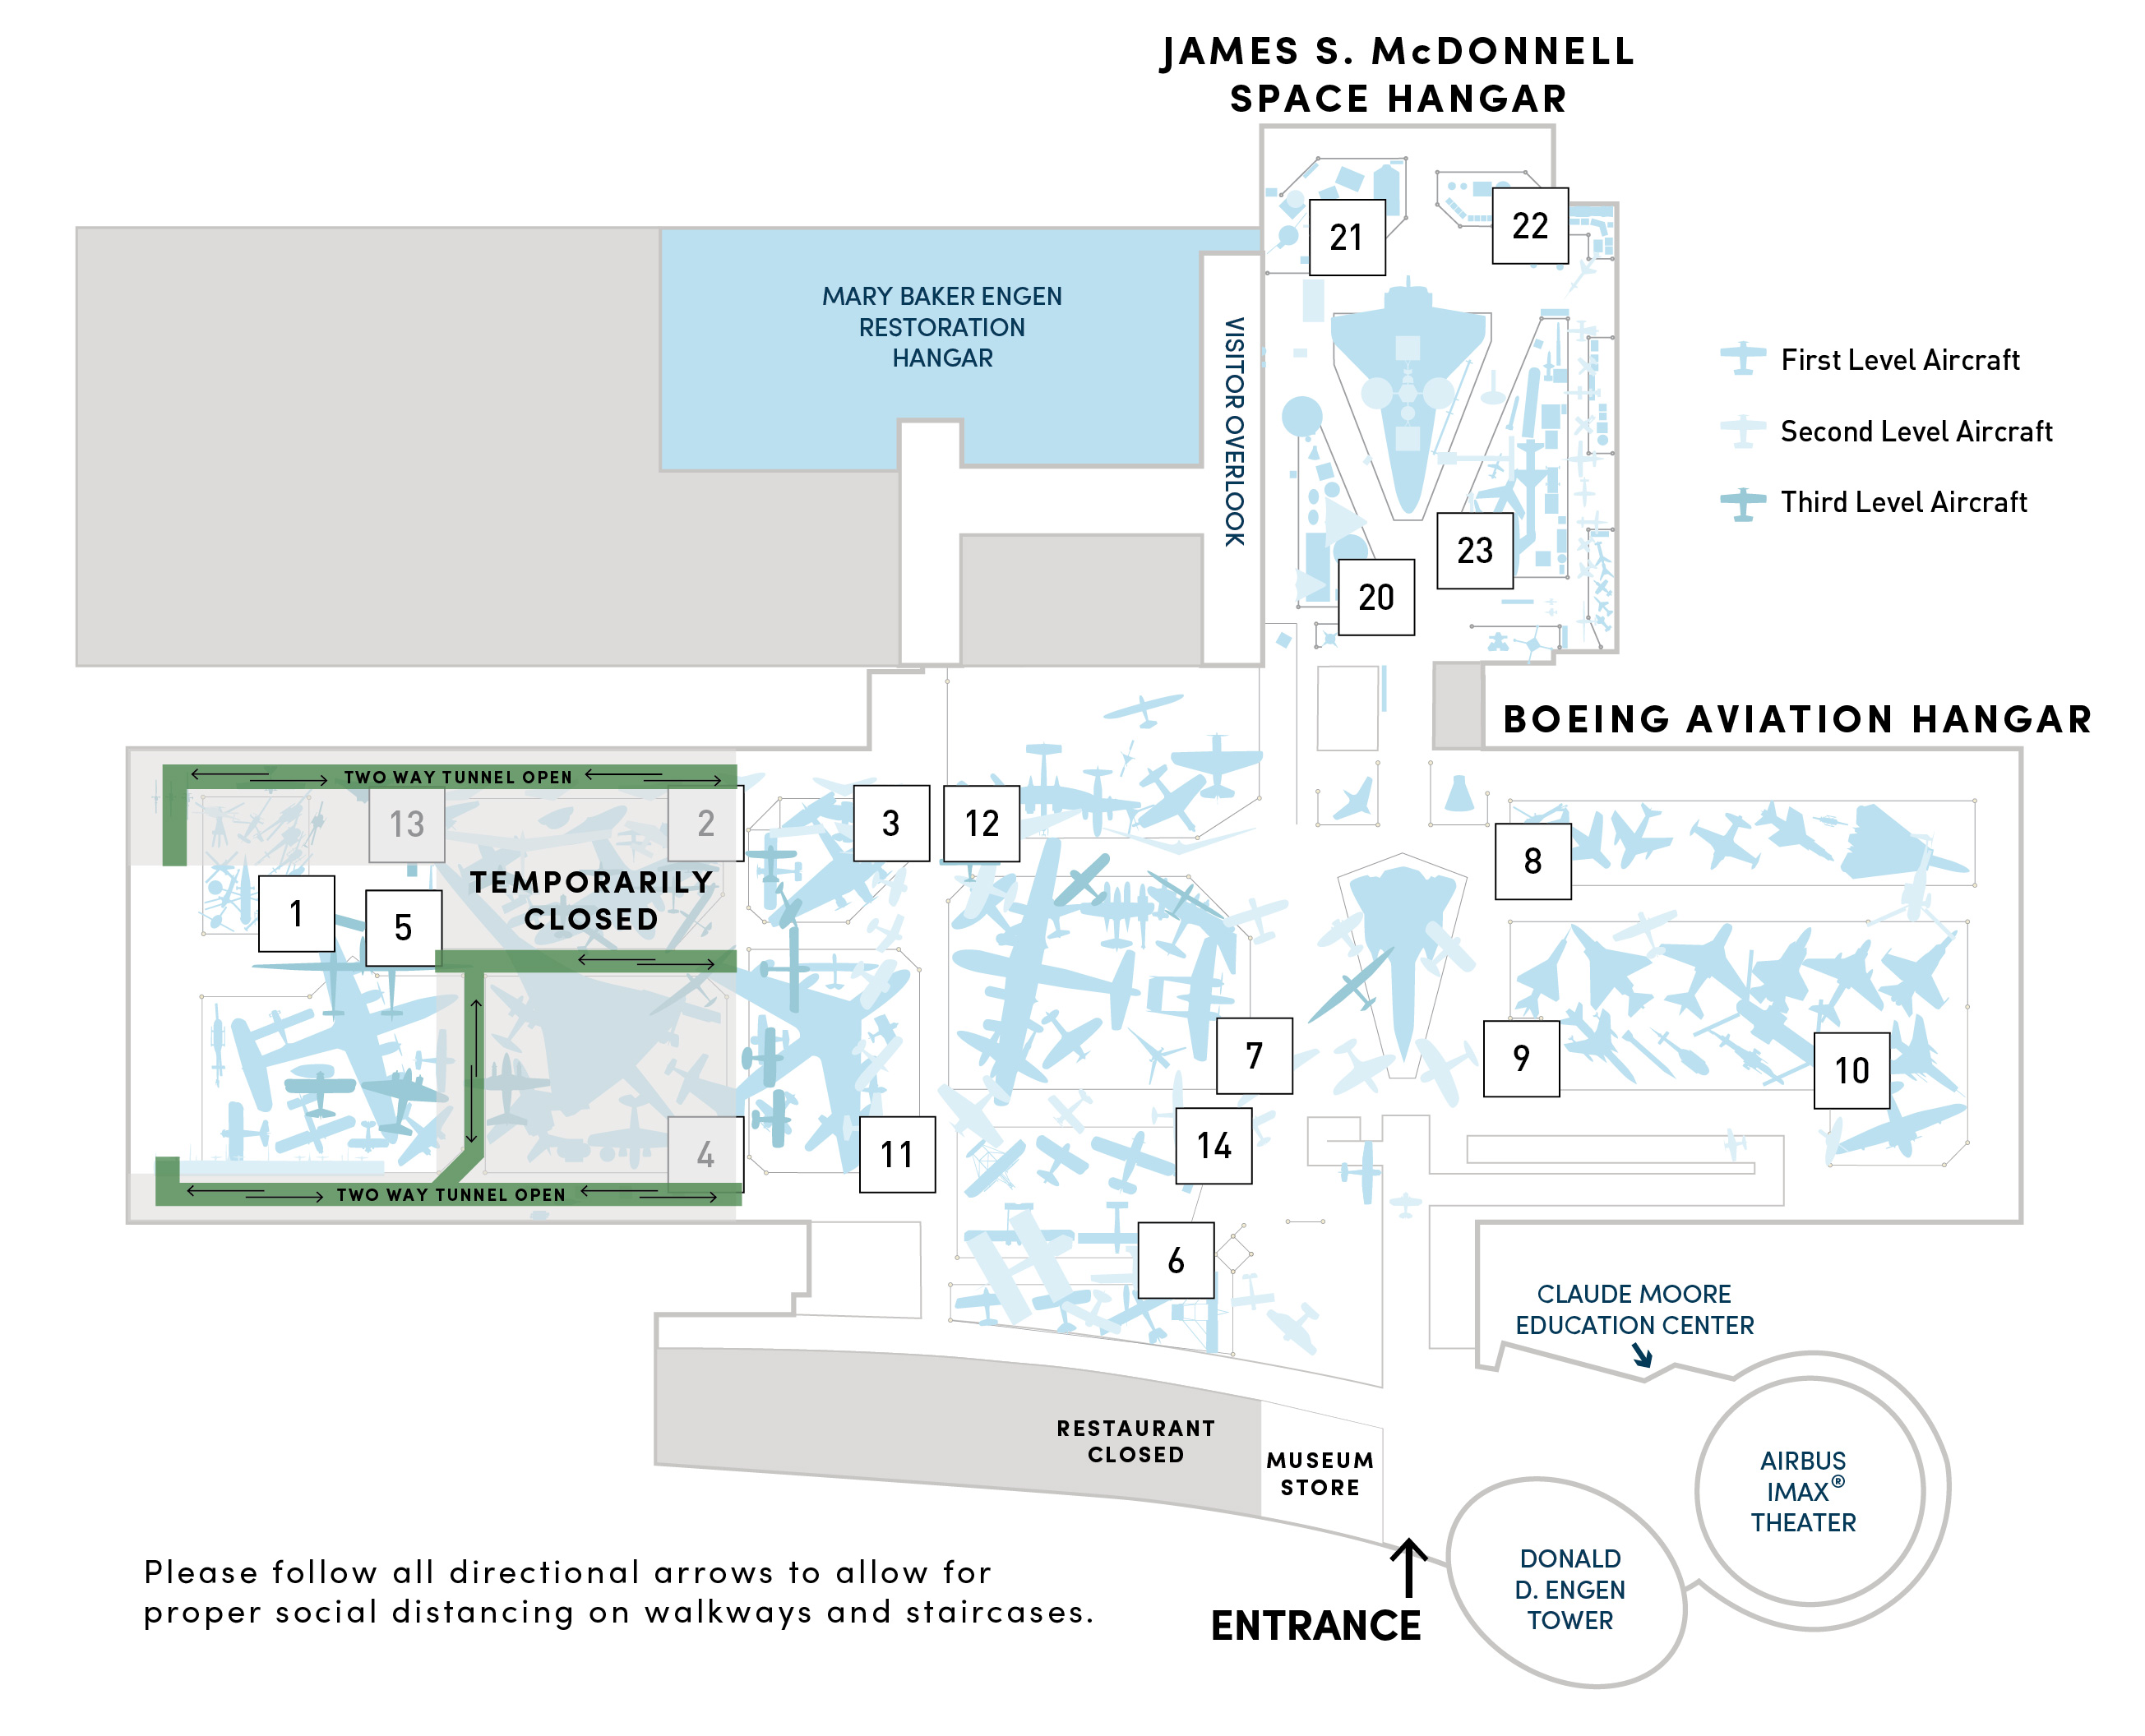 JAMES S. McDONNELL
SPACE HANGAR
21
22
MARY BAKER ENGEN
RESTORATION
HANGAR
VISITOR OVERLOOK
First Level Aircraft
Second Level Aircraft
Third Level Aircraft
23
20
BOEING AVIATION HANGAR
TWO WAY TUNNEL OPEN
13
2
3
12
8
TEMPORARILY
CLOSED
1
5
7
9
10
4
11
14
TWO WAY TUNNEL OPEN
6
CLAUDE MOORE
EDUCATION CENTER
RESTAURANT
CLOSED
MUSEUM
STORE
AIRBUS
IMAX®
THEATER
DONALD
D. ENGEN
TOWER
ENTRANCE
Please follow all directional arrows to allow for
proper social distancing on walkways and staircases.